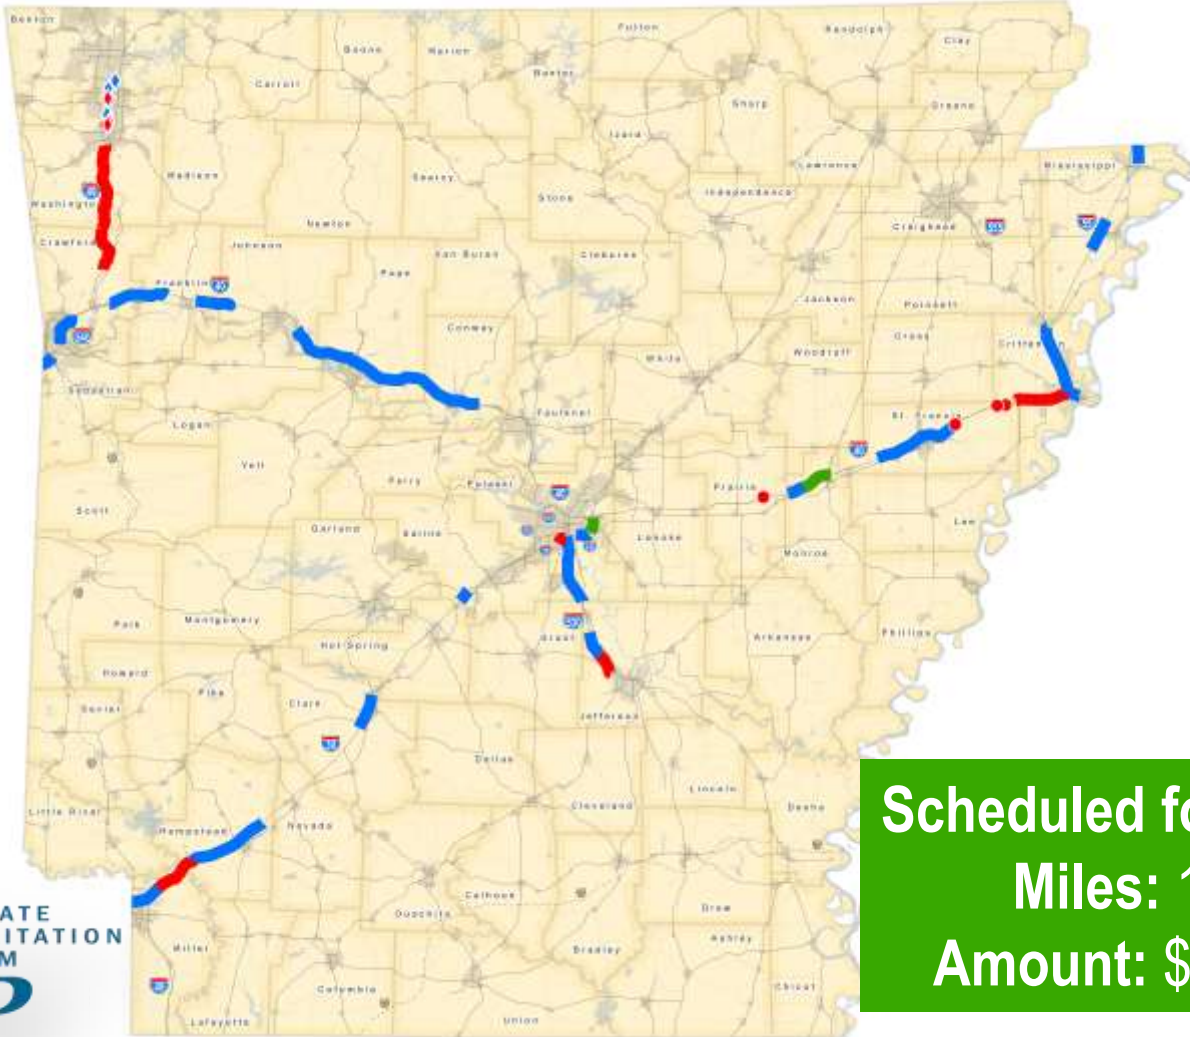 Benton
Boone
Marion
Fulton
Randolph
Clay
Carroll
Baxter
Sharp
Greene
Izard
Lawrence
Mississippi
Madison
Searcy
Stone
Independence
Washington
Newton
Craighead
Crawford
Johnson
Van Buren
Cleburne
Franklin
Pope
Jackson
Poinsett
Conway
Cross
White
Woodruff
Crittenden
Sebastian
Logan
Faulkner
St. Francis
Yell
Perry
Pulaski
Prairie
Scott
Garland
Saline
Lonoke
Lee
Monroe
Polk
Montgomery
Grant
Arkansas
Phillips
Hot Spring
Howard
Pike
Clark
Sevier
Jefferson
Dallas
Lincoln
Little River
Hempstead
Nevada
Cleveland
Desha
Calhoun
Ouachita
Drew
Miller
Bradley
Ashley
Columbia
Chicot
Lafayette
Union
ATE
ITATION
M
Scheduled fo
Miles: 1
Amount: $